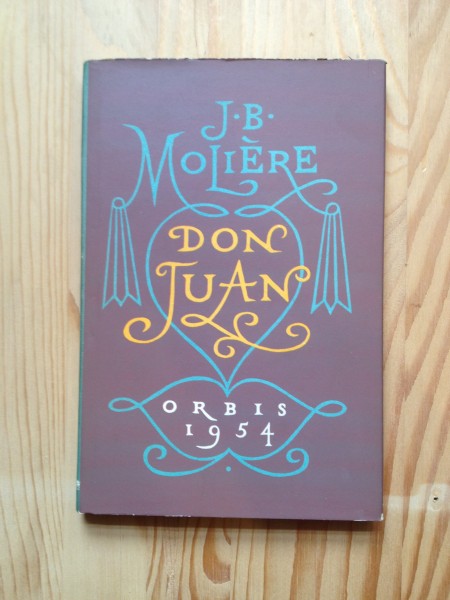 J·B·
MOLIÈRE
DON
JUAN
ORBIS
1954